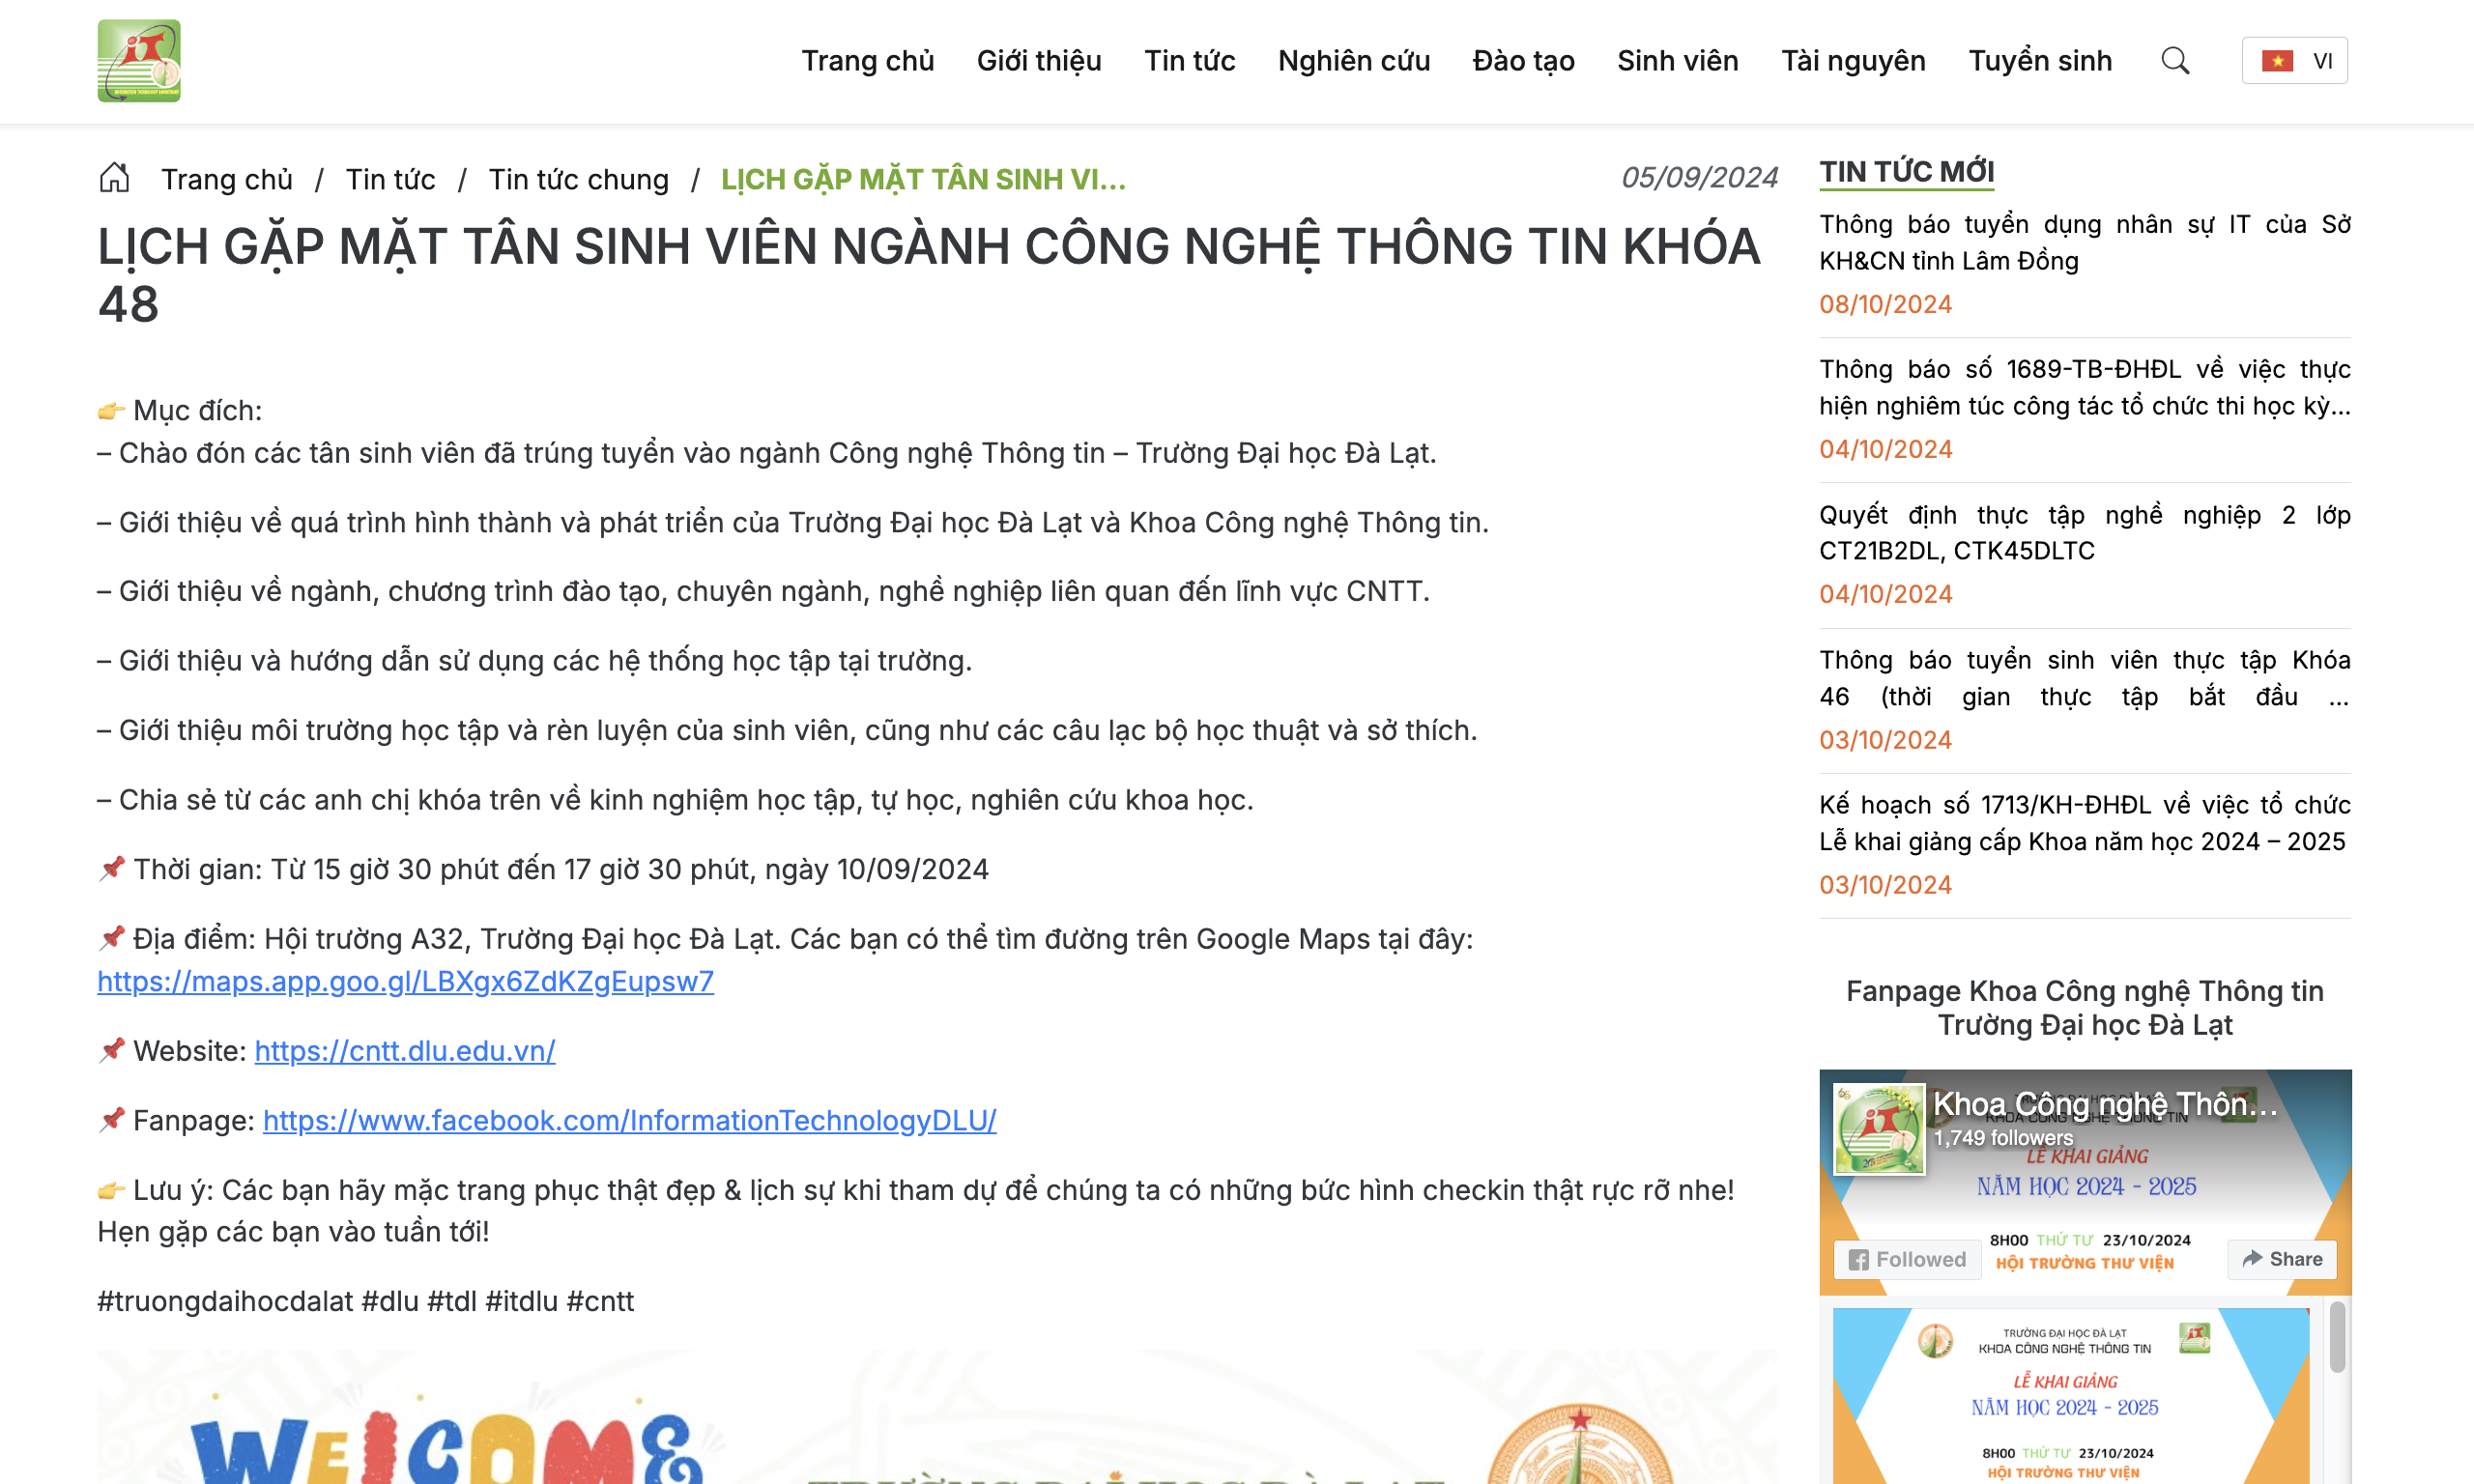 iT
INFORMATION TECHNOLOGY DEPARTMENT
Trang chủ
Giới thiệu
Tin tức
Nghiên cứu
Đào tạo
Sinh viên
Tài nguyên
Tuyển sinh
VI
Trang chủ / Tin tức / Tin tức chung / LỊCH GẶP MẶT TÂN SINH VI...
05/09/2024
LỊCH GẶP MẶT TÂN SINH VIÊN NGÀNH CÔNG NGHỆ THÔNG TIN KHÓA
48
👉 Mục đích:
– Chào đón các tân sinh viên đã trúng tuyển vào ngành Công nghệ Thông tin – Trường Đại học Đà Lạt.
– Giới thiệu về quá trình hình thành và phát triển của Trường Đại học Đà Lạt và Khoa Công nghệ Thông tin.
– Giới thiệu về ngành, chương trình đào tạo, chuyên ngành, nghề nghiệp liên quan đến lĩnh vực CNTT.
– Giới thiệu và hướng dẫn sử dụng các hệ thống học tập tại trường.
– Giới thiệu môi trường học tập và rèn luyện của sinh viên, cũng như các câu lạc bộ học thuật và sở thích.
– Chia sẻ từ các anh chị khóa trên về kinh nghiệm học tập, tự học, nghiên cứu khoa học.
📌 Thời gian: Từ 15 giờ 30 phút đến 17 giờ 30 phút, ngày 10/09/2024
📌 Địa điểm: Hội trường A32, Trường Đại học Đà Lạt. Các bạn có thể tìm đường trên Google Maps tại đây:
https://maps.app.goo.gl/LBXgx6ZdKZgEupsw7
📌 Website: https://cntt.dlu.edu.vn/
📌 Fanpage: https://www.facebook.com/InformationTechnologyDLU/
👉 Lưu ý: Các bạn hãy mặc trang phục thật đẹp & lịch sự khi tham dự để chúng ta có những bức hình checkin thật rực rỡ nhe!
Hẹn gặp các bạn vào tuần tới!
#truongdaihocdalat #dlu #tdl #itdlu #cntt
WELCOME
TRƯỜNG ĐẠI HỌC ĐÀ LẠT
TIN TỨC MỚI
Thông báo tuyển dụng nhân sự IT của Sở
KH&CN tỉnh Lâm Đồng
08/10/2024
Thông báo số 1689-TB-ĐHĐL về việc thực
hiện nghiêm túc công tác tổ chức thi học kỳ...
04/10/2024
Quyết định thực tập nghề nghiệp 2 lớp
CT21B2DL, CTK45DLTC
04/10/2024
Thông báo tuyển sinh viên thực tập Khóa
46 (thời gian thực tập bắt đầu ...
03/10/2024
Kế hoạch số 1713/KH-ĐHĐL về việc tổ chức
Lễ khai giảng cấp Khoa năm học 2024 – 2025
03/10/2024
Fanpage Khoa Công nghệ Thông tin
Trường Đại học Đà Lạt
Khoa Công nghệ Thôn...
KHOA CÔNG NGHỆ THÔNG TIN
1,749 followers
LỄ KHAI GIẢNG
NĂM HỌC 2024 - 2025
8H00 THỨ TƯ 23/10/2024
HỘI TRƯỜNG THƯ VIỆN
Followed
Share
TRƯỜNG ĐẠI HỌC ĐÀ LẠT
KHOA CÔNG NGHỆ THÔNG TIN
LỄ KHAI GIẢNG
NĂM HỌC 2024 - 2025
8H00 THỨ TƯ 23/10/2024
HỘI TRƯỜNG THƯ VIỆN